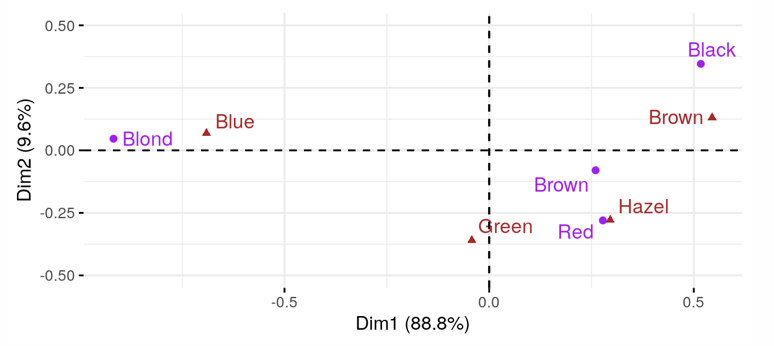 0.50
Black
0.25
Blue
Brown
Blond
0.00
Brown
Hazel
-0.25
Green
Red
-0.50
-0.5
0.0
0.5
Dim1 (88.8%)
Dim2 (9.6%)